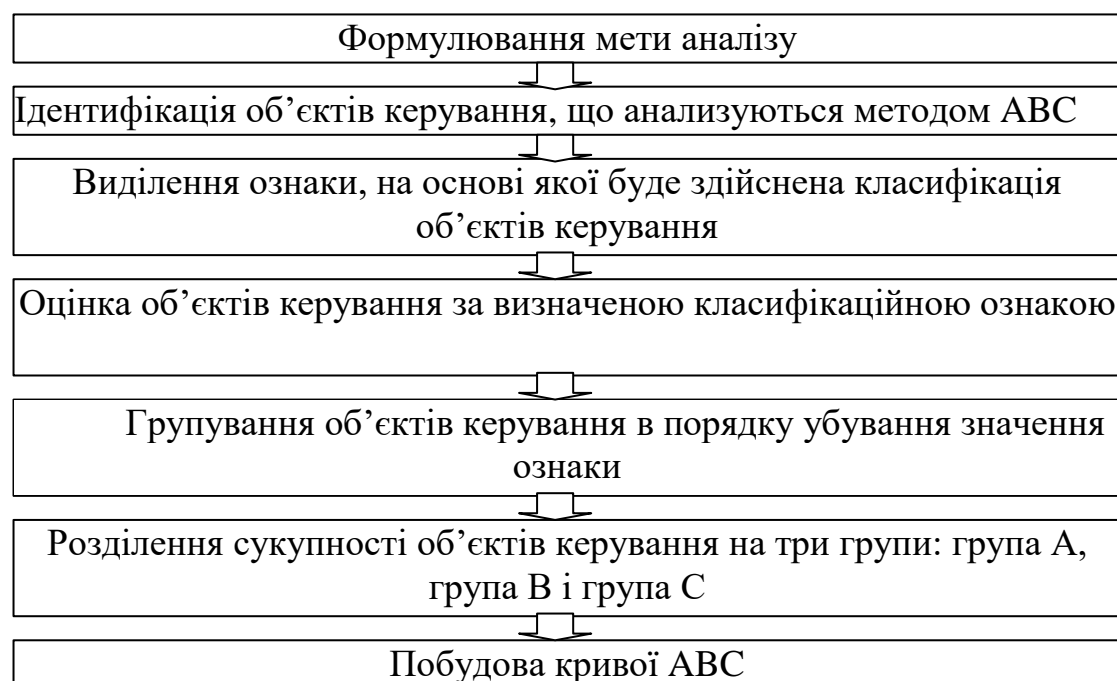 Формулювання мети аналізу
Ідентифікація об’єктів керування, що анализуються методом АВС
Виділення ознаки, на основі якої буде здійснена класифікація
об’єктів керування
Оцінка об’єктів керування за визначеною класифікаційною ознакою
Групування об’єктів керування в порядку убування значення
ознаки
Розділення сукупності об’єктів керування на три групи: група А,
група В і група С
Побудова кривої АВС